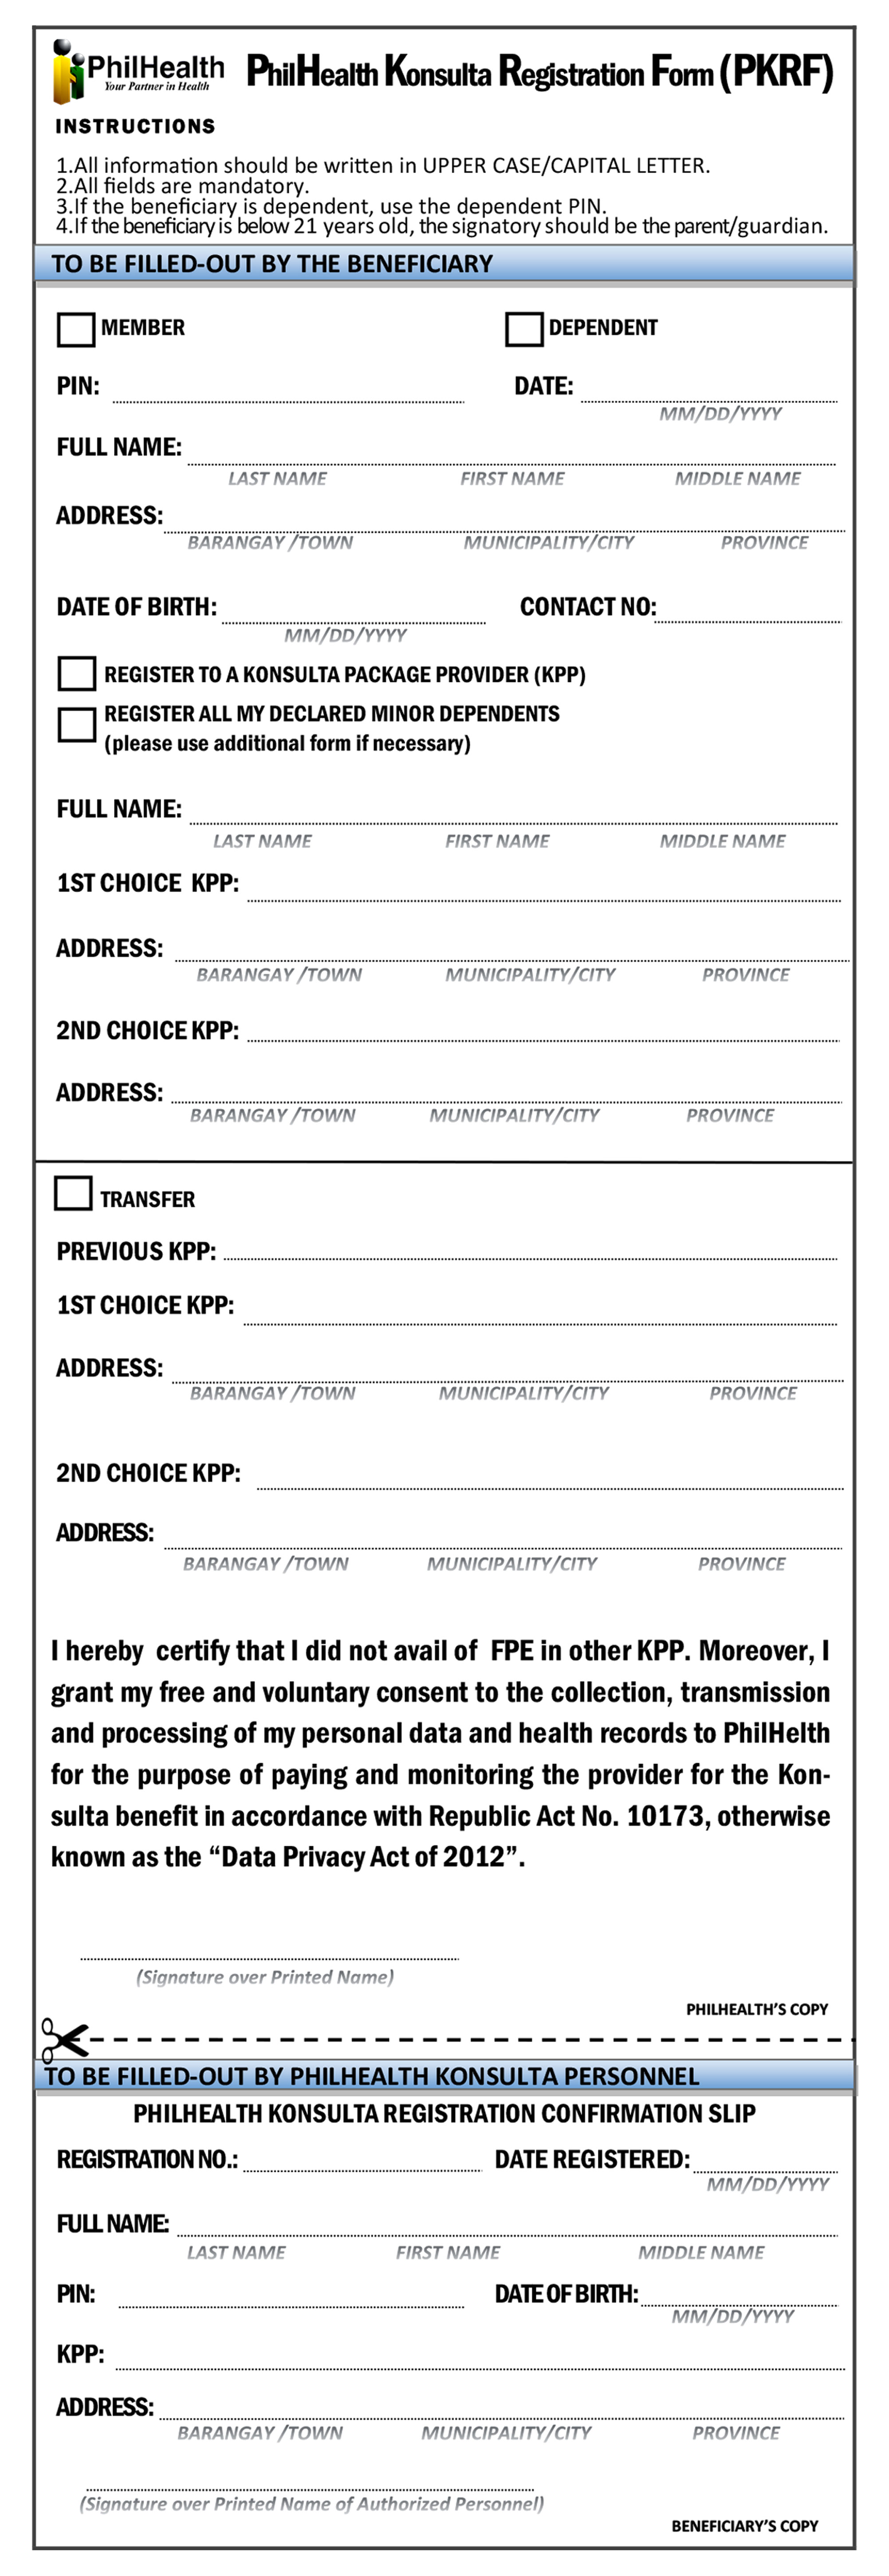 PhilHealth
Your Partner in Health
PhilHealth Konsulta Registration Form (PKRF)
INSTRUCTIONS
1.All information should be written in UPPER CASE/CAPITAL LETTER.
2.All fields are mandatory.
3.If the beneficiary is dependent, use the dependent PIN.
4.If the beneficiary is below 21 years old, the signatory should be the parent/guardian.
TO BE FILLED-OUT BY THE BENEFICIARY
MEMBER DEPENDENT
PIN: DATE:
MM/DD/YYYY
FULL NAME:
LAST NAME FIRST NAME MIDDLE NAME
ADDRESS:
BARANGAY /TOWN MUNICIPALITY/CITY PROVINCE
DATE OF BIRTH: CONTACT NO:
MM/DD/YYYY
REGISTER TO A KONSULTA PACKAGE PROVIDER (KPP)
REGISTER ALL MY DECLARED MINOR DEPENDENTS
(please use additional form if necessary)
FULL NAME:
LAST NAME FIRST NAME MIDDLE NAME
1ST CHOICE KPP:
ADDRESS:
BARANGAY /TOWN MUNICIPALITY/CITY PROVINCE
2ND CHOICE KPP:
ADDRESS:
BARANGAY /TOWN MUNICIPALITY/CITY PROVINCE
TRANSFER
PREVIOUS KPP:
1ST CHOICE KPP:
ADDRESS:
BARANGAY /TOWN MUNICIPALITY/CITY PROVINCE
2ND CHOICE KPP:
ADDRESS:
BARANGAY /TOWN MUNICIPALITY/CITY PROVINCE
I hereby certify that I did not avail of FPE in other KPP. Moreover, I
grant my free and voluntary consent to the collection, transmission
and processing of my personal data and health records to PhilHelth
for the purpose of paying and monitoring the provider for the Kon-
sulta benefit in accordance with Republic Act No. 10173, otherwise
known as the “Data Privacy Act of 2012”.
(Signature over Printed Name)
PHILHEALTH'S COPY
TO BE FILLED-OUT BY PHILHEALTH KONSULTA PERSONNEL
PHILHEALTH KONSULTA REGISTRATION CONFIRMATION SLIP
REGISTRATION NO.: DATE REGISTERED:
MM/DD/YYYY
FULL NAME:
LAST NAME FIRST NAME MIDDLE NAME
PIN: DATE OF BIRTH:
MM/DD/YYYY
KPP:
ADDRESS:
BARANGAY /TOWN MUNICIPALITY/CITY PROVINCE
(Signature over Printed Name of Authorized Personnel)
BENEFICIARY'S COPY